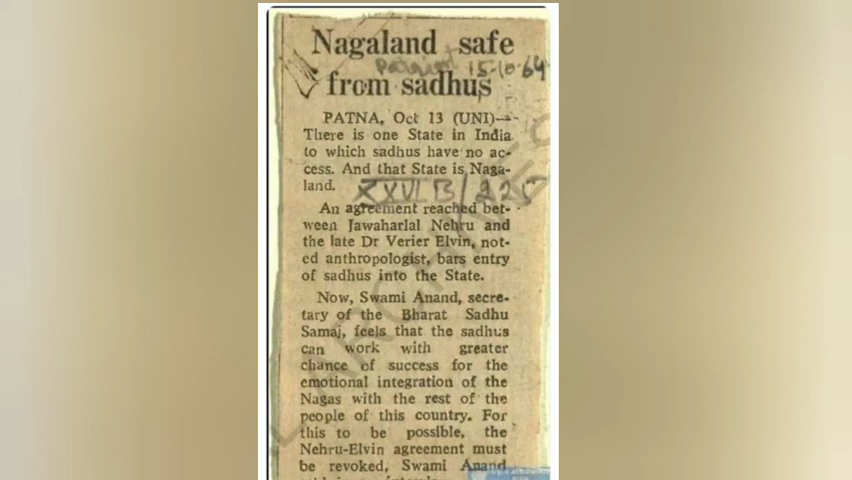 Nagaland safe
Patriot 15-10-64
from sadhus
PATNA, Oct 13 (UNI)—
There is one State in India
to which sadhus have no ac-
cess. And that State is Naga-
land.
XXVI B/225
An agreement reached bet-
ween Jawaharlal Nehru and
the late Dr Verier Elvin, not-
ed anthropologist, bars entry
of sadhus into the State.
Now, Swami Anand, secre-
tary of the Bharat Sadhu
Samaj, feels that the sadhus
can work with greater
chance of success for the
emotional integration of the
Nagas with the rest of the
people of this country. For
this to be possible, the
Nehru-Elvin agreement must
be revoked, Swami Anand